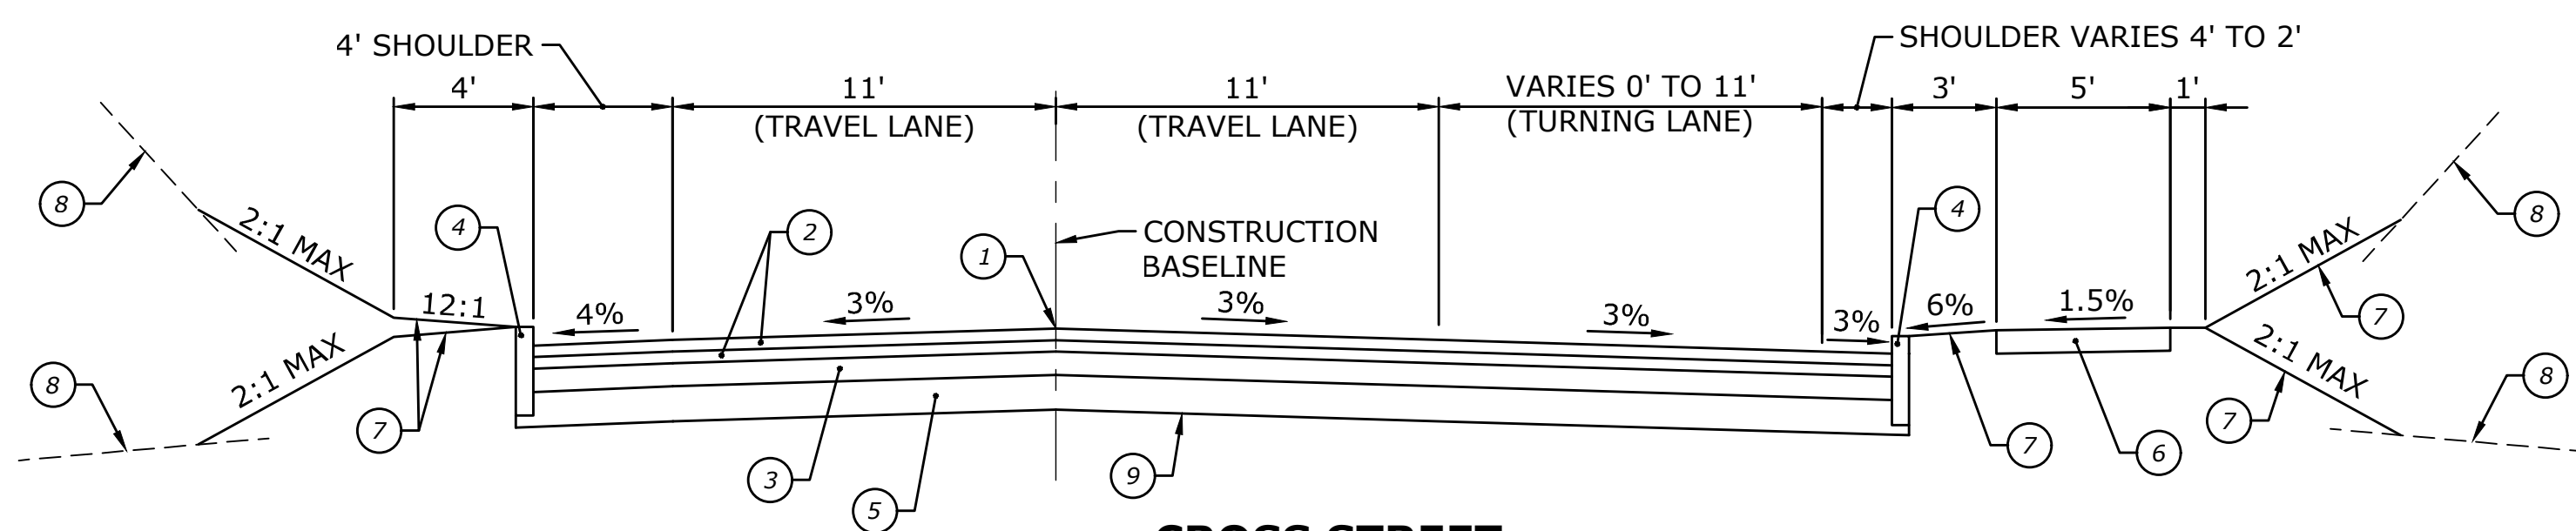 4' SHOULDER
SHOULDER VARIES 4' TO 2'
4'
11'
(TRAVEL LANE)
11'
(TRAVEL LANE)
VARIES 0' TO 11'
(TURNING LANE)
3'
5'
1'
8
2:1 MAX
4
2
1
CONSTRUCTION
BASELINE
4
2:1 MAX
8
12:1
4%
3%
3%
3%
3%
6%
1.5%
7
8
2:1 MAX
7
3
5
9
7
6
7
2:1 MAX
8
CROSS STREET